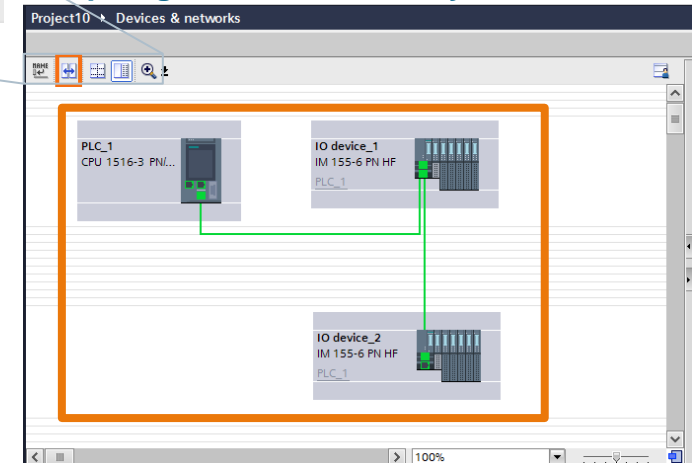 Project10 ▸ Devices & networks
NAME
PLC_1
CPU 1516-3 PN/...
IO device_1
IM 155-6 PN HF
PLC_1
IO device_2
IM 155-6 PN HF
PLC_1
100%